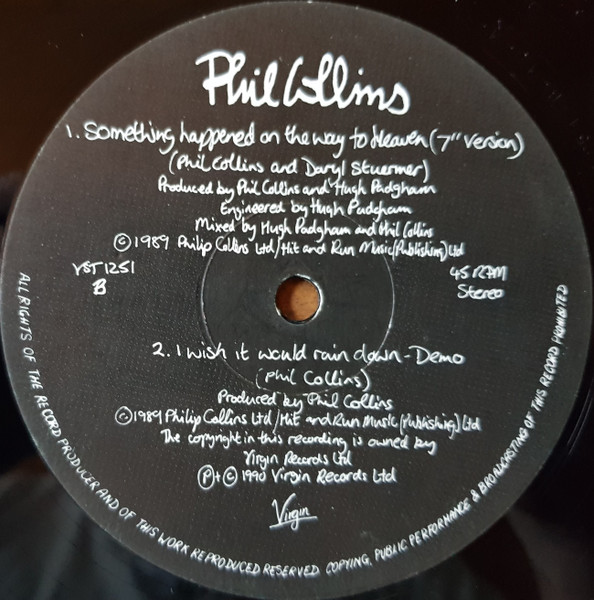 Phil Collins
1. Something happened on the way to Heaven (7" version)
(Phil Collins and Daryl Stuermer)
Produced by Phil Collins and Hugh Padgham
Engineered by Hugh Padgham
Mixed by Hugh Padgham and Phil Collins
© 1989 Philip Collins Ltd/Hit and Run Music (Publishing) Ltd
VST 1251
B
45 RPM
Stereo
2. I wish it would rain down - Demo
(Phil Collins)
Produced by Phil Collins
© 1989 Philip Collins Ltd/Hit and Run Music (Publishing) Ltd
The copyright in this recording is owned by
Virgin Records Ltd
Ⓟ+© 1990 Virgin Records Ltd
Virgin
ALL RIGHTS OF THE RECORD PRODUCER AND OF THIS WORK REPRODUCED RESERVED COPYING, PUBLIC PERFORMANCE & BROADCASTING OF THIS RECORD PROHIBITED